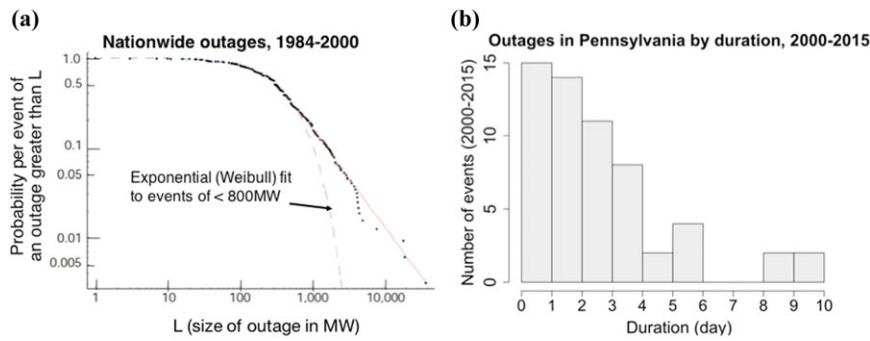 (a)
Nationwide outages, 1984-2000
Probability per event of
an outage greater than L
1.0
0.5
0.1
0.05
0.01
0.005
Exponential (Weibull) fit
to events of < 800MW
1 10 100 1,000 10,000
L (size of outage in MW)
(b)
Outages in Pennsylvania by duration, 2000-2015
Number of events (2000-2015)
15
10
5
0
0 1 2 3 4 5 6 7 8 9 10
Duration (day)